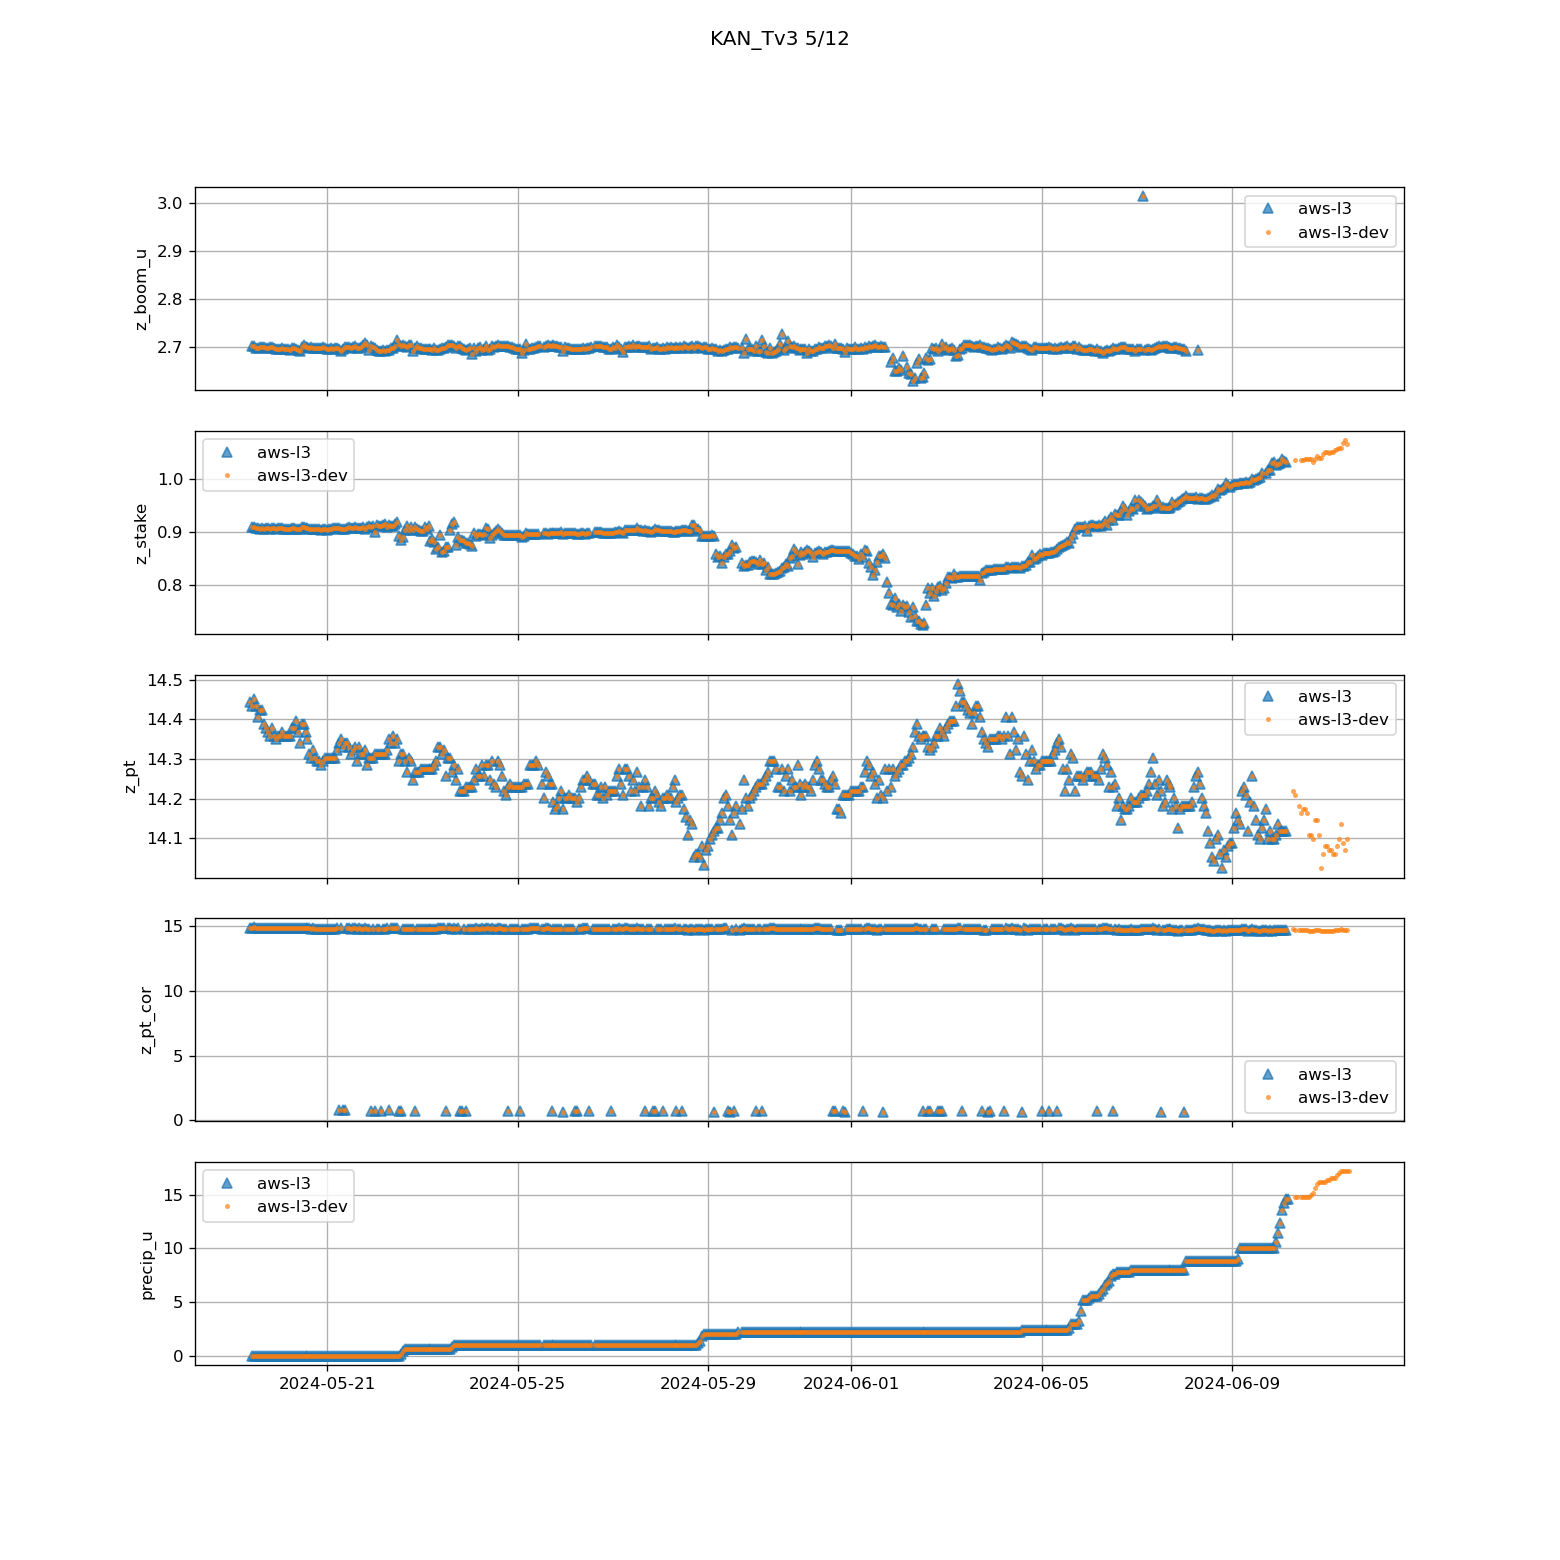 KAN_Tv3 5/12
3.0
2.9
2.8
2.7
z_boom_u
aws-l3
aws-l3-dev
1.0
0.9
0.8
z_stake
aws-l3
aws-l3-dev
14.5
14.4
14.3
14.2
14.1
z_pt
aws-l3
aws-l3-dev
15
10
5
0
z_pt_cor
aws-l3
aws-l3-dev
15
10
5
0
precip_u
aws-l3
aws-l3-dev
2024-05-21 2024-05-25 2024-05-29 2024-06-01 2024-06-05 2024-06-09